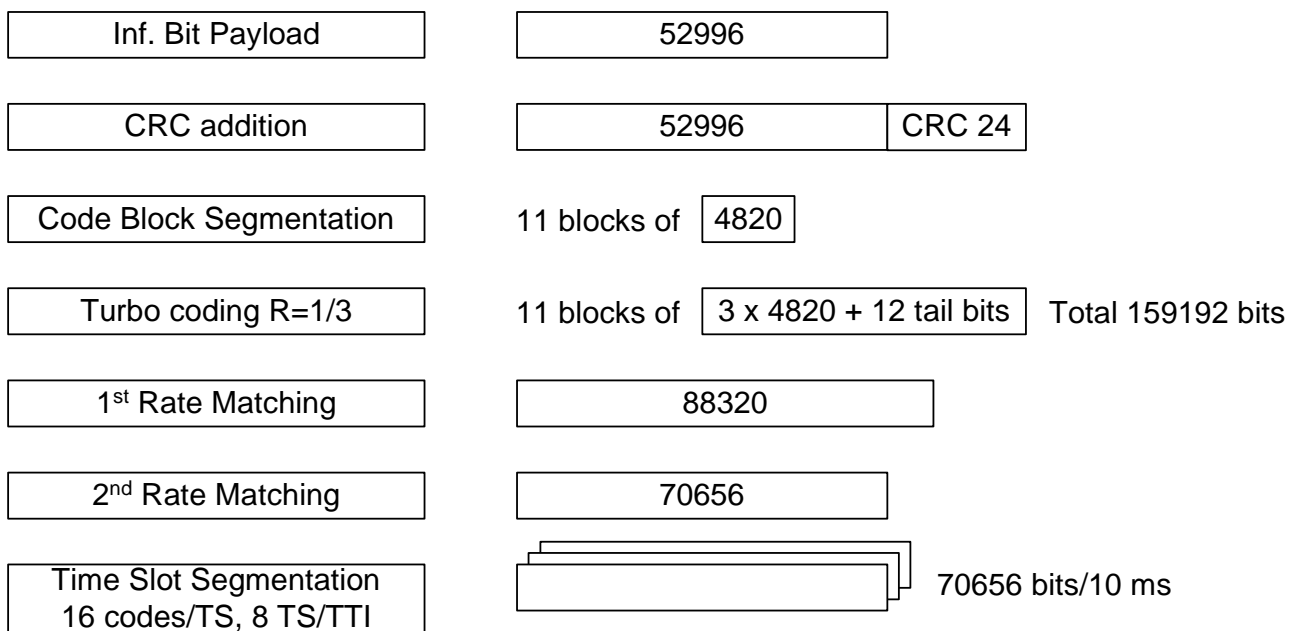 Inf. Bit Payload 52996
CRC addition 52996 CRC 24
Code Block Segmentation 11 blocks of 4820
Turbo coding R=1/3 11 blocks of 3 x 4820 + 12 tail bits Total 159192 bits
1st Rate Matching 88320
2nd Rate Matching 70656
Time Slot Segmentation
16 codes/TS, 8 TS/TTI
70656 bits/10 ms